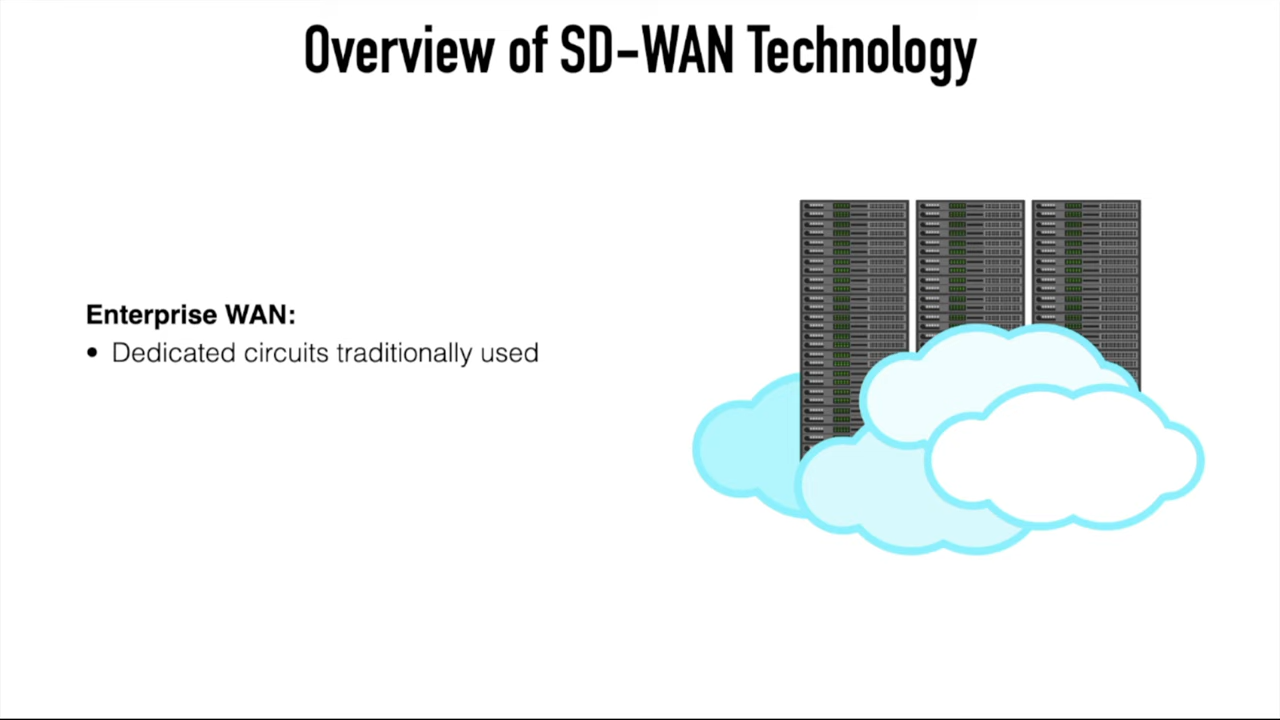 Overview of SD-WAN Technology
Enterprise WAN:
• Dedicated circuits traditionally used